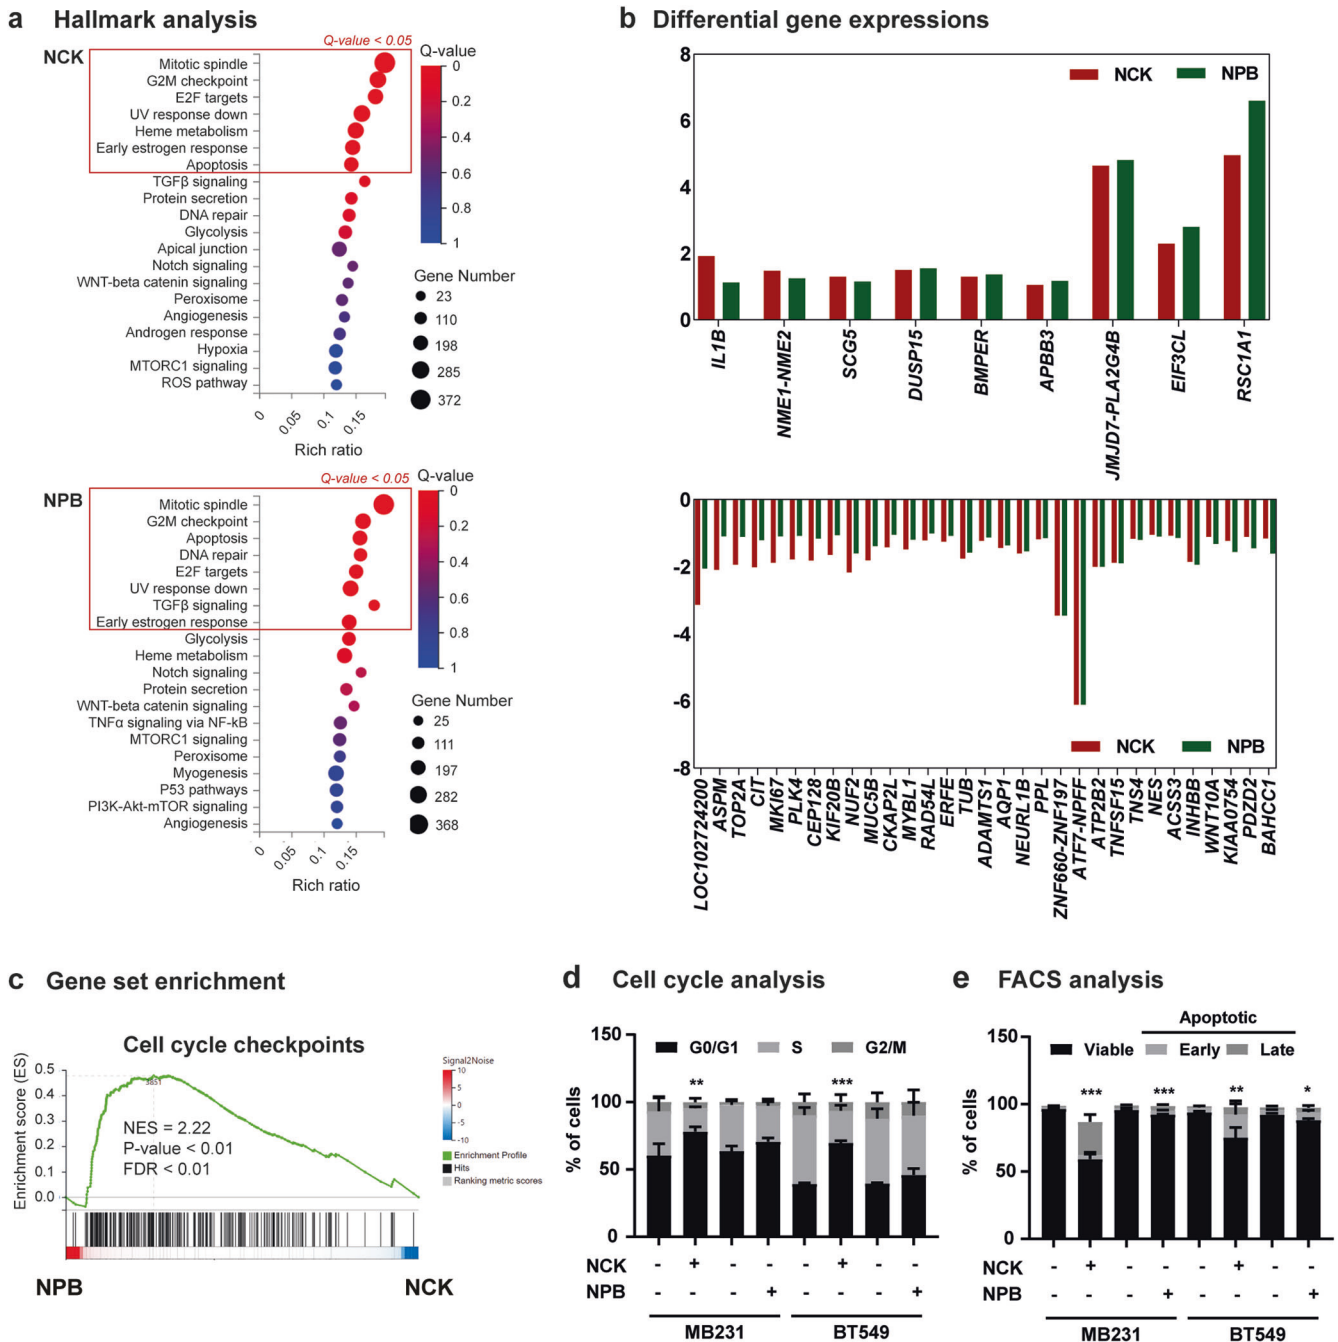 a Hallmark analysis
NCK
Q-value < 0.05
Mitotic spindle
G2M checkpoint
E2F targets
UV response down
Heme metabolism
Early estrogen response
Apoptosis
TGFβ signaling
Protein secretion
DNA repair
Glycolysis
Apical junction
Notch signaling
WNT-beta catenin signaling
Peroxisome
Angiogenesis
Androgen response
Hypoxia
MTORC1 signaling
ROS pathway
0 0.05 0.1 0.15
Rich ratio
Q-value
0
0.2
0.4
0.6
0.8
1
Gene Number
23
110
198
285
372
NPB
Q-value < 0.05
Mitotic spindle
G2M checkpoint
Apoptosis
DNA repair
E2F targets
UV response down
TGFβ signaling
Early estrogen response
Glycolysis
Heme metabolism
Notch signaling
Protein secretion
WNT-beta catenin signaling
TNFα signaling via NF-kB
MTORC1 signaling
Peroxisome
Myogenesis
P53 pathways
PI3K-Akt-mTOR signaling
Angiogenesis
0 0.05 0.1 0.15
Rich ratio
Q-value
0
0.2
0.4
0.6
0.8
1
Gene Number
25
111
197
282
368
b Differential gene expressions
NCK NPB
8
6
4
2
0
IL1B
NME1-NME2
SCG5
DUSP15
BMPER
APBB3
JMJD7-PLA2G4B
EIF3CL
RSC1A1
0
-2
-4
-6
-8
NCK NPB
LOC102724200
ASPM
TOP2A
CIT
MKI67
PLK4
CEP128
KIF20B
NUF2
MUC5B
CKAP2L
MYBL1
RAD54L
ERFE
TUB
ADAMTS1
AQP1
NEURL1B
PPL
ZNF660-ZNF197
ATF7-NPFF
ATP2B2
TNFSF15
TNS4
NES
ACSS3
INHBB
WNT10A
KIAA0754
PDZD2
BAHCC1
c Gene set enrichment
Cell cycle checkpoints
Enrichment score (ES)
0.5
0.4
0.3
0.2
0.1
0.0
3851
NES = 2.22
P-value < 0.01
FDR < 0.01
Signal2Noise
10
5
0
-5
-10
Enrichment Profile
Hits
Ranking metric scores
NPB NCK
d Cell cycle analysis
G0/G1 S G2/M
% of cells
150
100
50
0
** ***
NCK - + - - - + - -
NPB - - - + - - - +
MB231 BT549
e FACS analysis
Apoptotic
Viable Early Late
% of cells
150
100
50
0
*** *** ** *
NCK - + - - - + - -
NPB - - - + - - - +
MB231 BT549